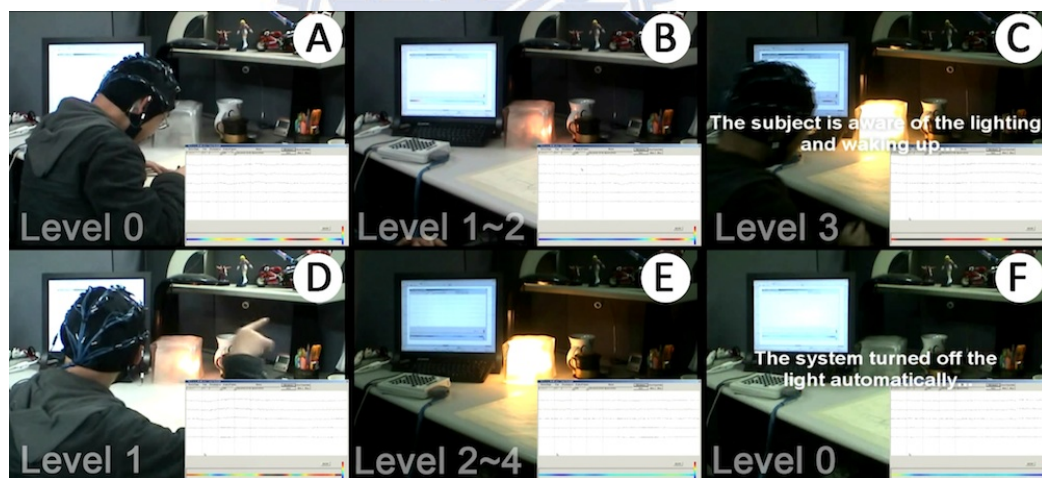 A
B
C
The subject is aware of the lighting
and waking up...
Level 0
Level 1~2
Level 3
D
E
F
The system turned off the
light automatically...
Level 1
Level 2~4
Level 0